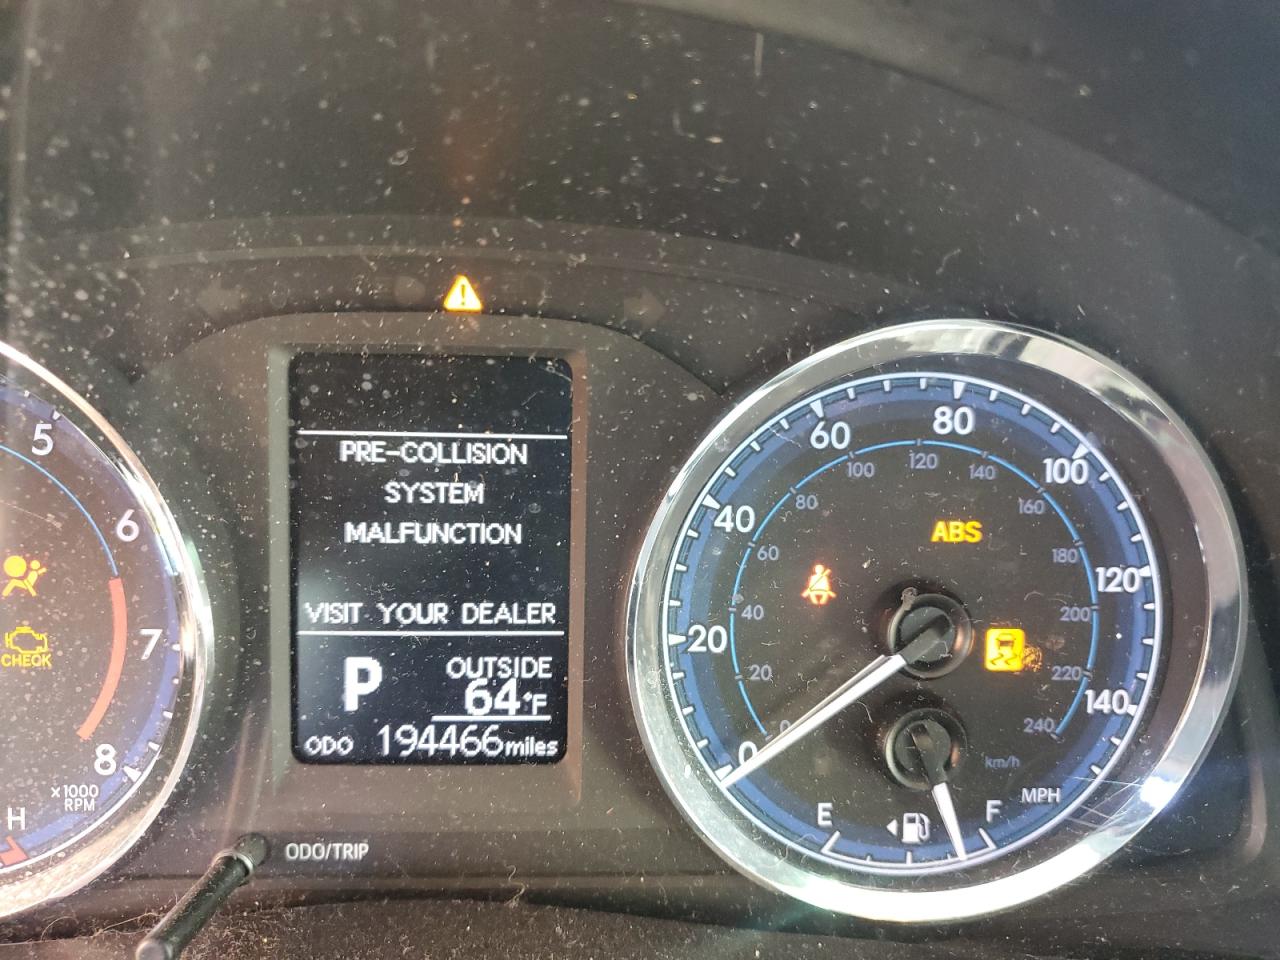 5
6
7
8
x1000
RPM
H
CHECK
PRE-COLLISION
SYSTEM
MALFUNCTION
VISIT YOUR DEALER
P
OUTSIDE
64°F
ODO 194466miles
ODO/TRIP
0
20
40
60
80
100
120
140
MPH
0
20
40
60
80
100
120
140
160
180
200
220
240
km/h
ABS
E
F